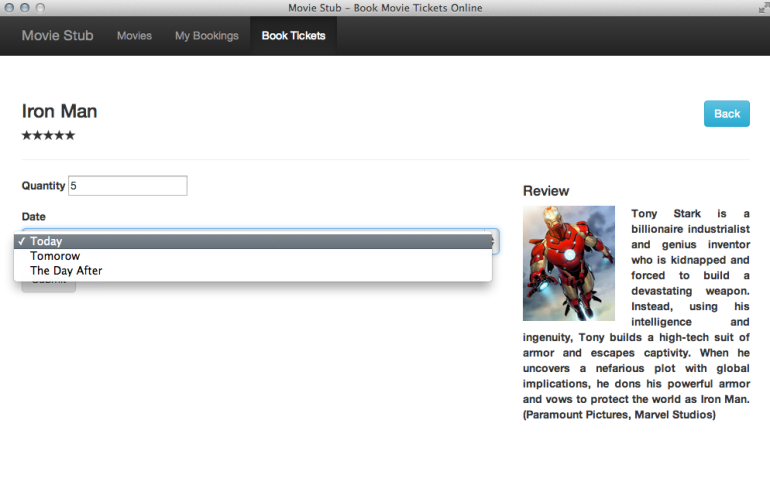 Movie Stub – Book Movie Tickets Online
Movie Stub Movies My Bookings Book Tickets
Iron Man
★★★★★
Back
Quantity 5
Date
✓ Today
Tomorow
The Day After
Submit
Review
Tony Stark is a
billionaire industrialist
and genius inventor
who is kidnapped and
forced to build a
devastating weapon.
Instead, using his
intelligence and
ingenuity, Tony builds a high-tech suit of
armor and escapes captivity. When he
uncovers a nefarious plot with global
implications, he dons his powerful armor
and vows to protect the world as Iron Man.
(Paramount Pictures, Marvel Studios)